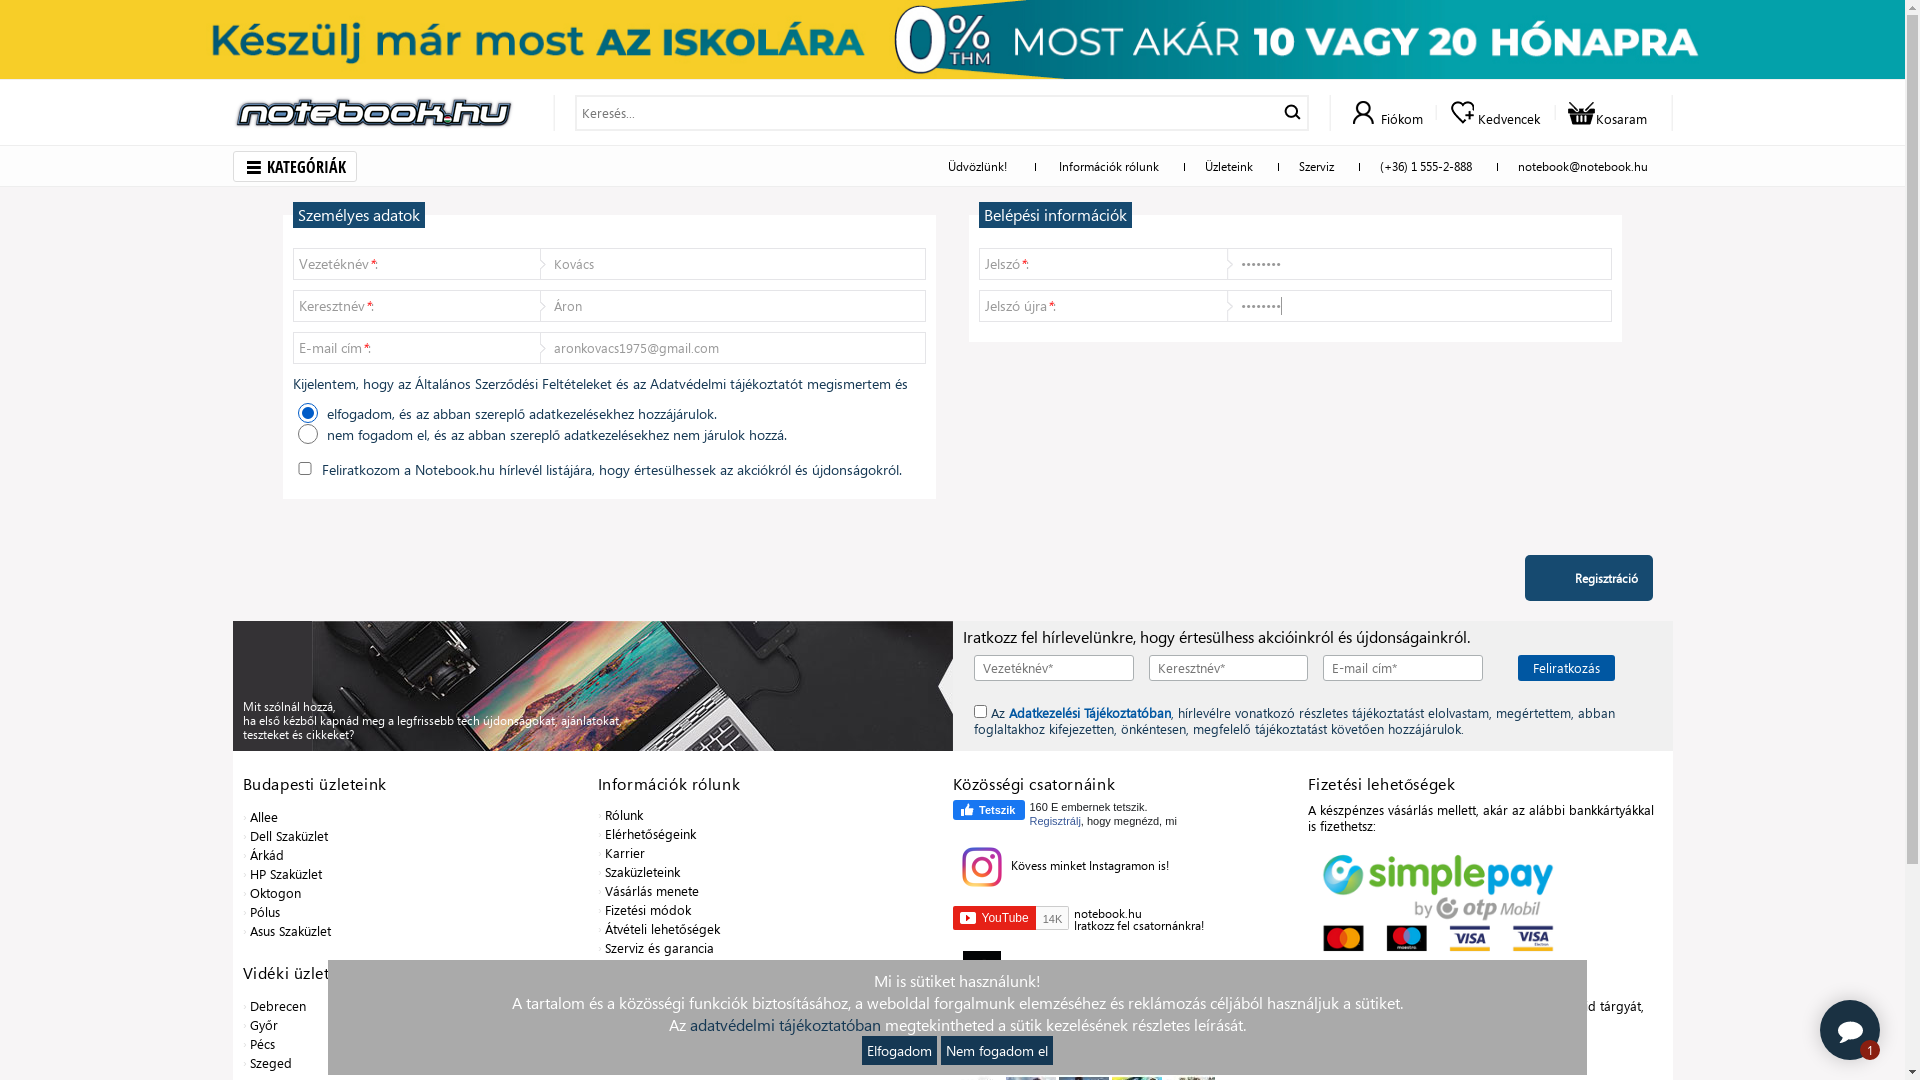 Készülj már most AZ ISKOLÁRA 0% THM MOST AKÁR 10 VAGY 20 HÓNAPRA
notebook.hu
Keresés...
Fiókom
Kedvencek
Kosaram
KATEGÓRIÁK
Üdvözlünk!
Információk rólunk
Üzleteink
Szerviz
(+36) 1 555-2-888
notebook@notebook.hu
Személyes adatok
Vezetéknév*:
Kovács
Keresztnév*:
Áron
E-mail cím*:
aronkovacs1975@gmail.com
Kijelentem, hogy az Általános Szerződési Feltételeket és az Adatvédelmi tájékoztatót megismertem és
elfogadom, és az abban szereplő adatkezelésekhez hozzájárulok.
nem fogadom el, és az abban szereplő adatkezelésekhez nem járulok hozzá.
Feliratkozom a Notebook.hu hírlevél listájára, hogy értesülhessek az akciókról és újdonságokról.
Belépési információk
Jelszó*:
••••••••
Jelszó újra*:
••••••••
Regisztráció
Mit szólnál hozzá,
ha első kézből kapnád meg a legfrissebb tech újdonságokat, ajánlatokat,
teszteket és cikkeket?
Iratkozz fel hírlevelünkre, hogy értesülhess akcióinkról és újdonságainkról.
Vezetéknév*
Keresztnév*
E-mail cím*
Feliratkozás
Az Adatkezelési Tájékoztatóban, hírlevélre vonatkozó részletes tájékoztatást elolvastam, megértettem, abban
foglaltakhoz kifejezetten, önkéntesen, megfelelő tájékoztatást követően hozzájárulok.
Budapesti üzleteink
Allee
Dell Szaküzlet
Árkád
HP Szaküzlet
Oktogon
Pólus
Asus Szaküzlet
Vidéki üzlet
Debrecen
Győr
Pécs
Szeged
Információk rólunk
Rólunk
Elérhetőségeink
Karrier
Szaküzleteink
Vásárlás menete
Fizetési módok
Átvételi lehetőségek
Szerviz és garancia
Közösségi csatornáink
Tetszik
160 E embernek tetszik.
Regisztrálj, hogy megnézd, mi
Kövess minket Instagramon is!
YouTube
14K
notebook.hu
Iratkozz fel csatornánkra!
Fizetési lehetőségek
A készpénzes vásárlás mellett, akár az alábbi bankkártyákkal
is fizethetsz:
simplepay
by otp Mobil
VISA
VISA
d tárgyát,
Mi is sütiket használunk!
A tartalom és a közösségi funkciók biztosításához, a weboldal forgalmunk elemzéséhez és reklámozás céljából használjuk a sütiket.
Az adatvédelmi tájékoztatóban megtekintheted a sütik kezelésének részletes leírását.
Elfogadom
Nem fogadom el
1